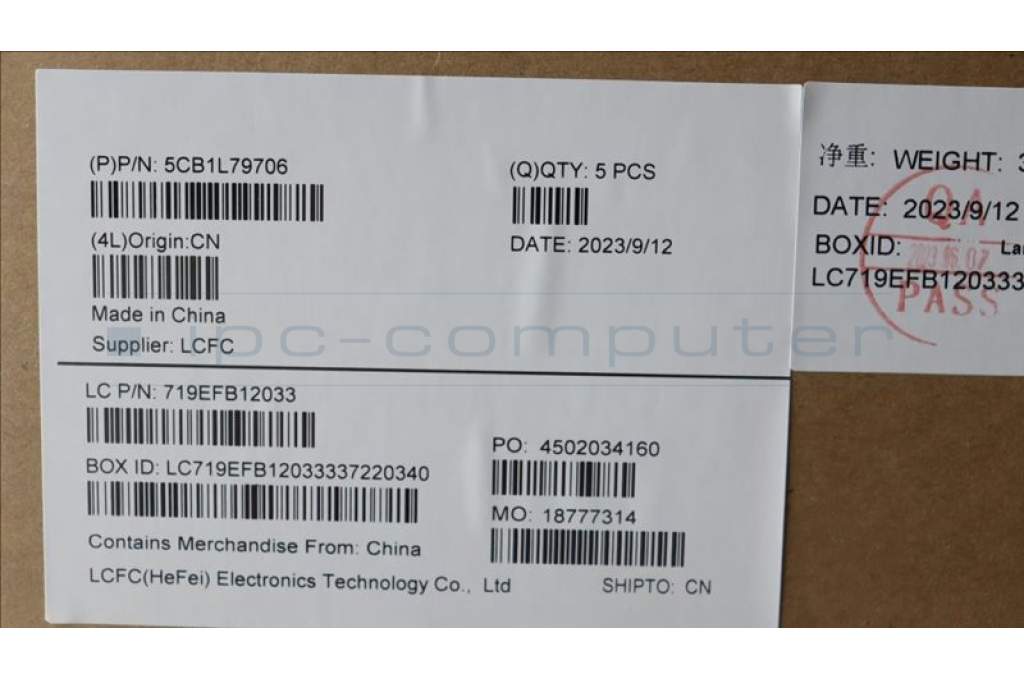 (P)P/N: 5CB1L79706
(Q)QTY: 5 PCS
(4L)Origin:CN
DATE: 2023/9/12
Made in China
Supplier: LCFC
LC P/N: 719EFB12033
PO: 4502034160
BOX ID: LC719EFB12033337220340
MO: 18777314
Contains Merchandise From: China
LCFC(HeFei) Electronics Technology Co., Ltd
SHIPTO: CN
净重: WEIGHT: 3
DATE: 2023/9/12
BOXID:
LC719EFB120333
QA
PASS
ipc-computer